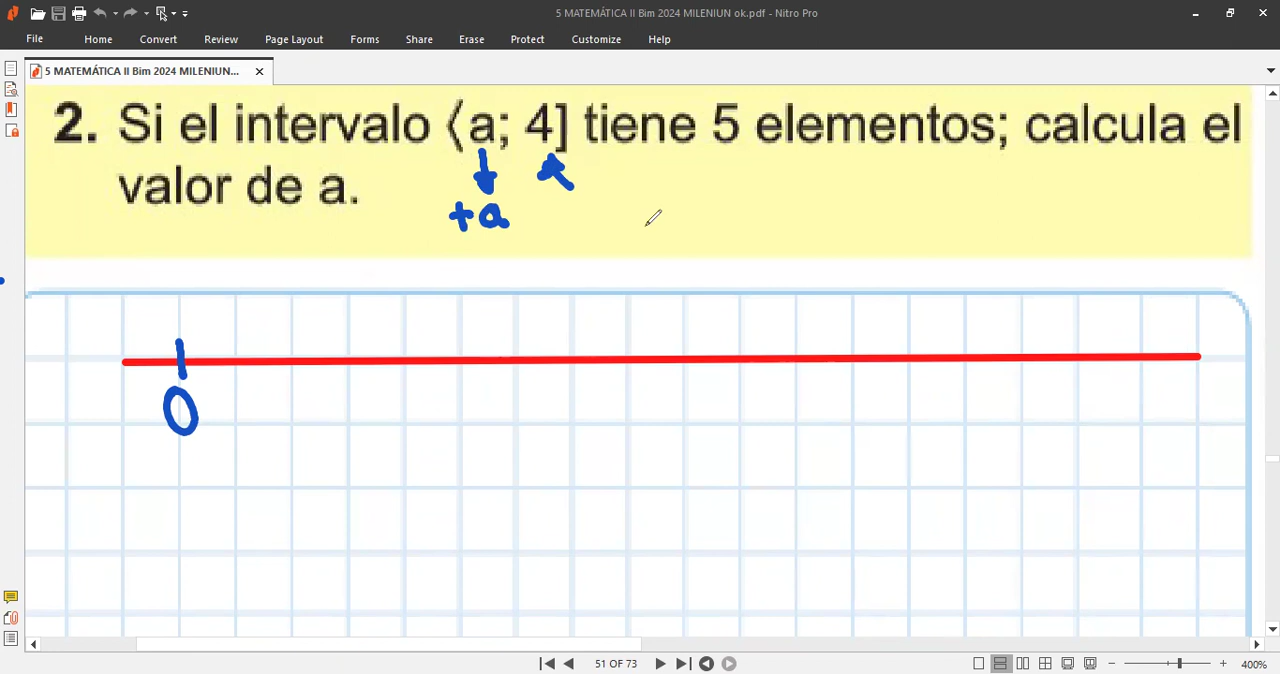 5 MATEMÁTICA II Bim 2024 MILENIUN ok.pdf - Nitro Pro
File Home Convert Review Page Layout Forms Share Erase Protect Customize Help
5 MATEMÁTICA II Bim 2024 MILENIUN...
2. Si el intervalo ⟨a; 4] tiene 5 elementos; calcula el
valor de a.
+a
0
51 OF 73
400%